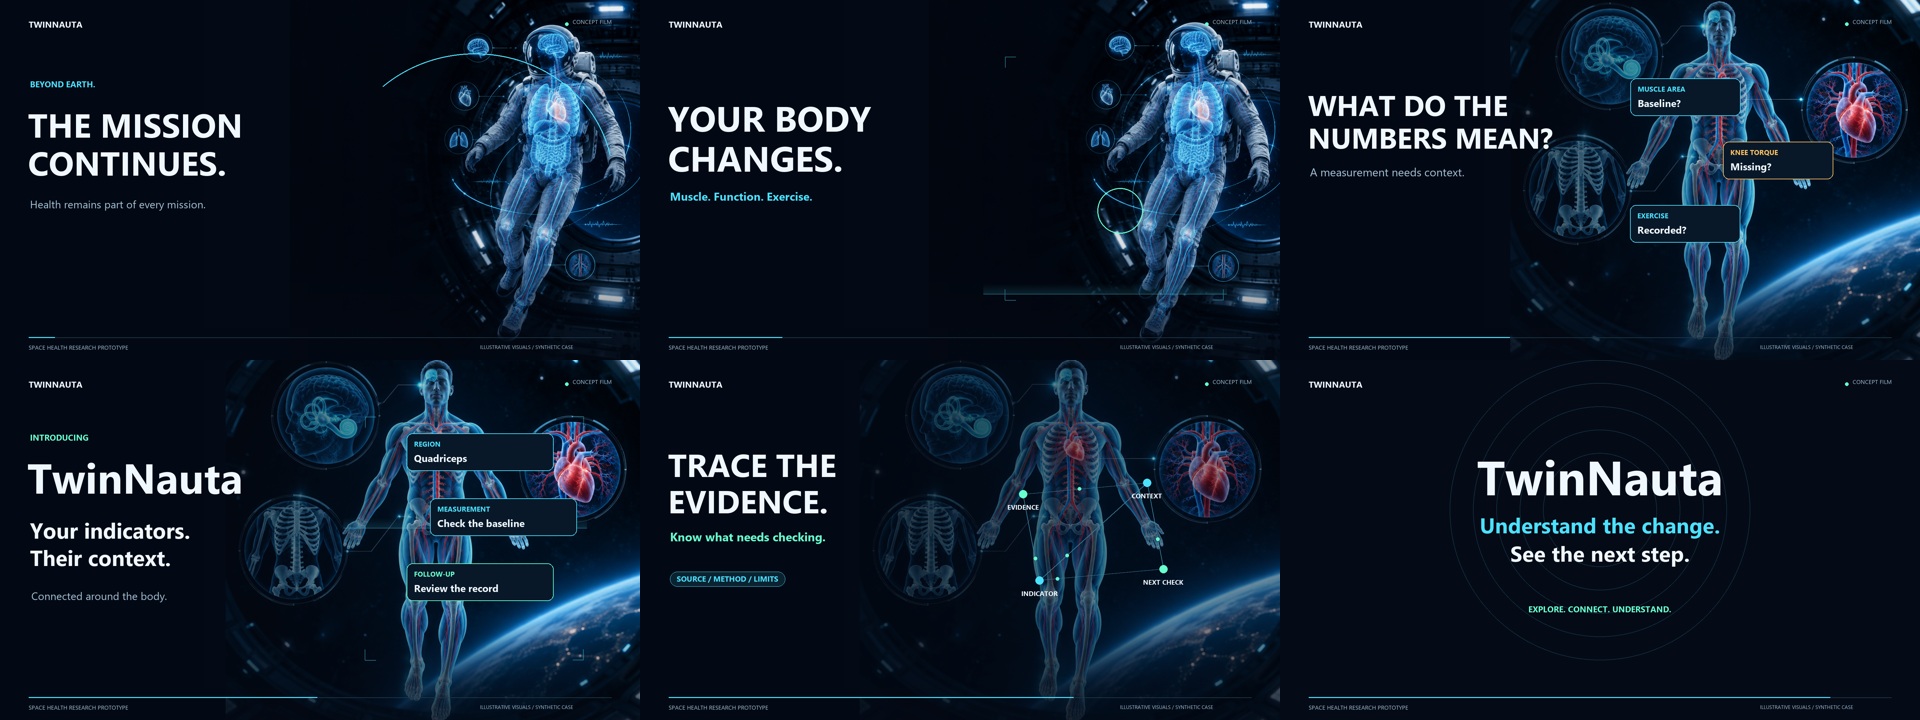 TWINNAUTA
CONCEPT FILM
BEYOND EARTH.
THE MISSION
CONTINUES.
Health remains part of every mission.
SPACE HEALTH RESEARCH PROTOTYPE
ILLUSTRATIVE VISUALS / SYNTHETIC CASE
TWINNAUTA
CONCEPT FILM
YOUR BODY
CHANGES.
Muscle. Function. Exercise.
SPACE HEALTH RESEARCH PROTOTYPE
ILLUSTRATIVE VISUALS / SYNTHETIC CASE
TWINNAUTA
CONCEPT FILM
WHAT DO THE
NUMBERS MEAN?
A measurement needs context.
MUSCLE AREA
Baseline?
KNEE TORQUE
Missing?
EXERCISE
Recorded?
SPACE HEALTH RESEARCH PROTOTYPE
ILLUSTRATIVE VISUALS / SYNTHETIC CASE
TWINNAUTA
CONCEPT FILM
INTRODUCING
TwinNauta
Your indicators.
Their context.
Connected around the body.
REGION
Quadriceps
MEASUREMENT
Check the baseline
FOLLOW-UP
Review the record
SPACE HEALTH RESEARCH PROTOTYPE
ILLUSTRATIVE VISUALS / SYNTHETIC CASE
TWINNAUTA
CONCEPT FILM
TRACE THE
EVIDENCE.
Know what needs checking.
SOURCE / METHOD / LIMITS
CONTEXT
EVIDENCE
NEXT CHECK
INDICATOR
SPACE HEALTH RESEARCH PROTOTYPE
ILLUSTRATIVE VISUALS / SYNTHETIC CASE
TWINNAUTA
CONCEPT FILM
TwinNauta
Understand the change.
See the next step.
EXPLORE. CONNECT. UNDERSTAND.
SPACE HEALTH RESEARCH PROTOTYPE
ILLUSTRATIVE VISUALS / SYNTHETIC CASE